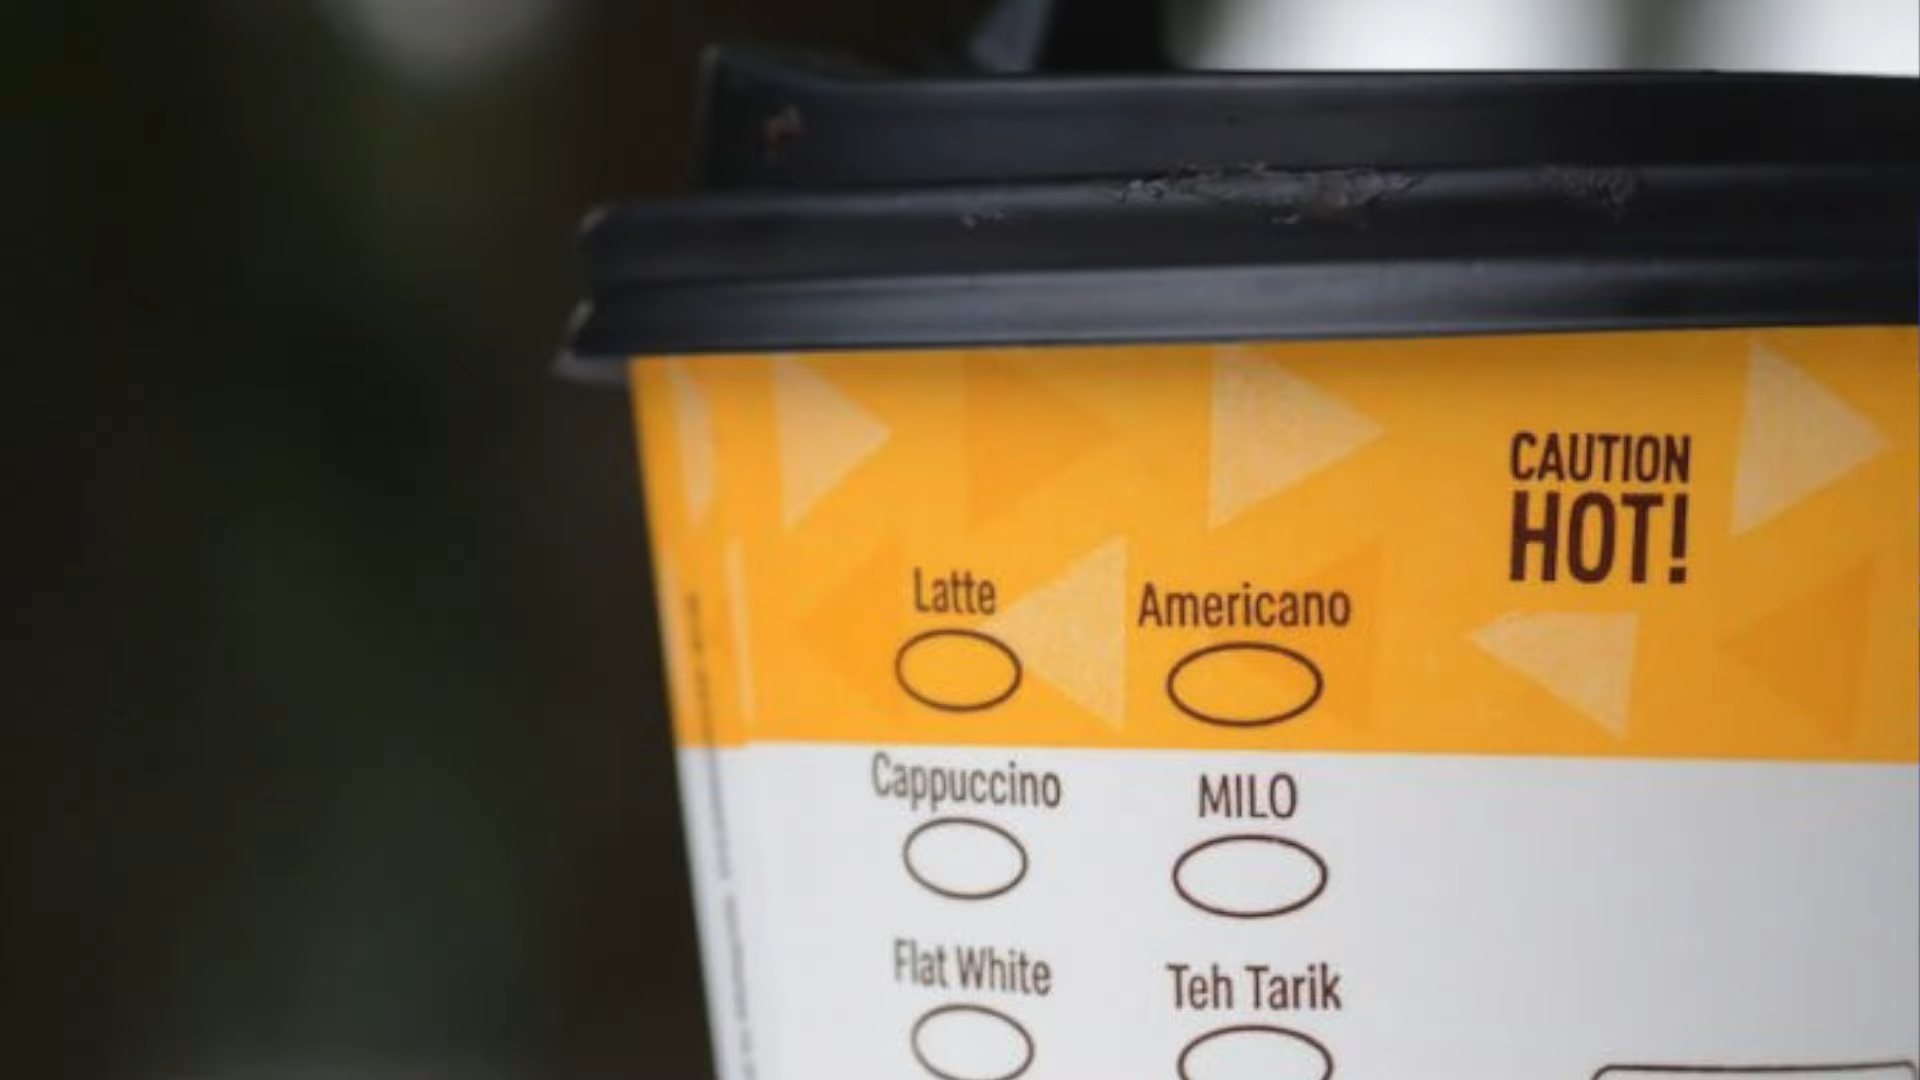 CAUTION
HOT!
Latte
Americano
Cappuccino
MILO
Flat White
Teh Tarik